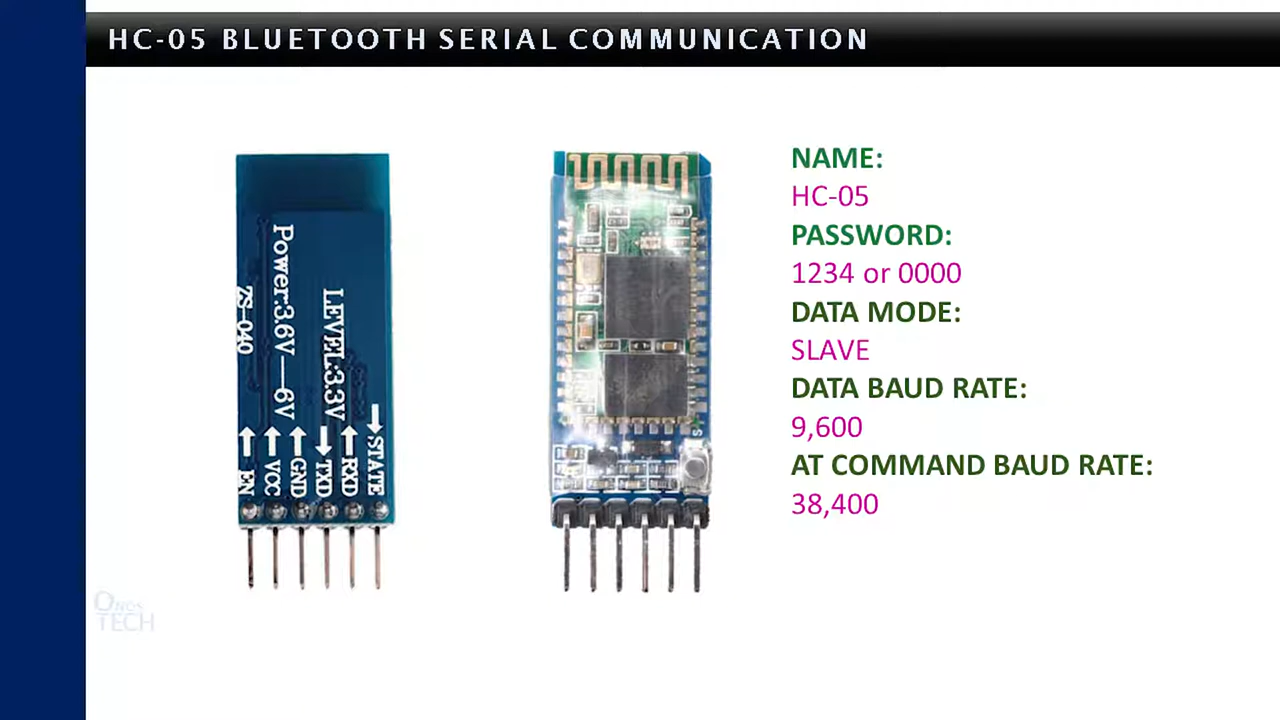 HC-05 BLUETOOTH SERIAL COMMUNICATION
ZS-040
Power:3.6V---6V
LEVEL:3.3V
EN
VCC
GND
TXD
RXD
STATE
NAME:
HC-05
PASSWORD:
1234 or 0000
DATA MODE:
SLAVE
DATA BAUD RATE:
9,600
AT COMMAND BAUD RATE:
38,400
TECH